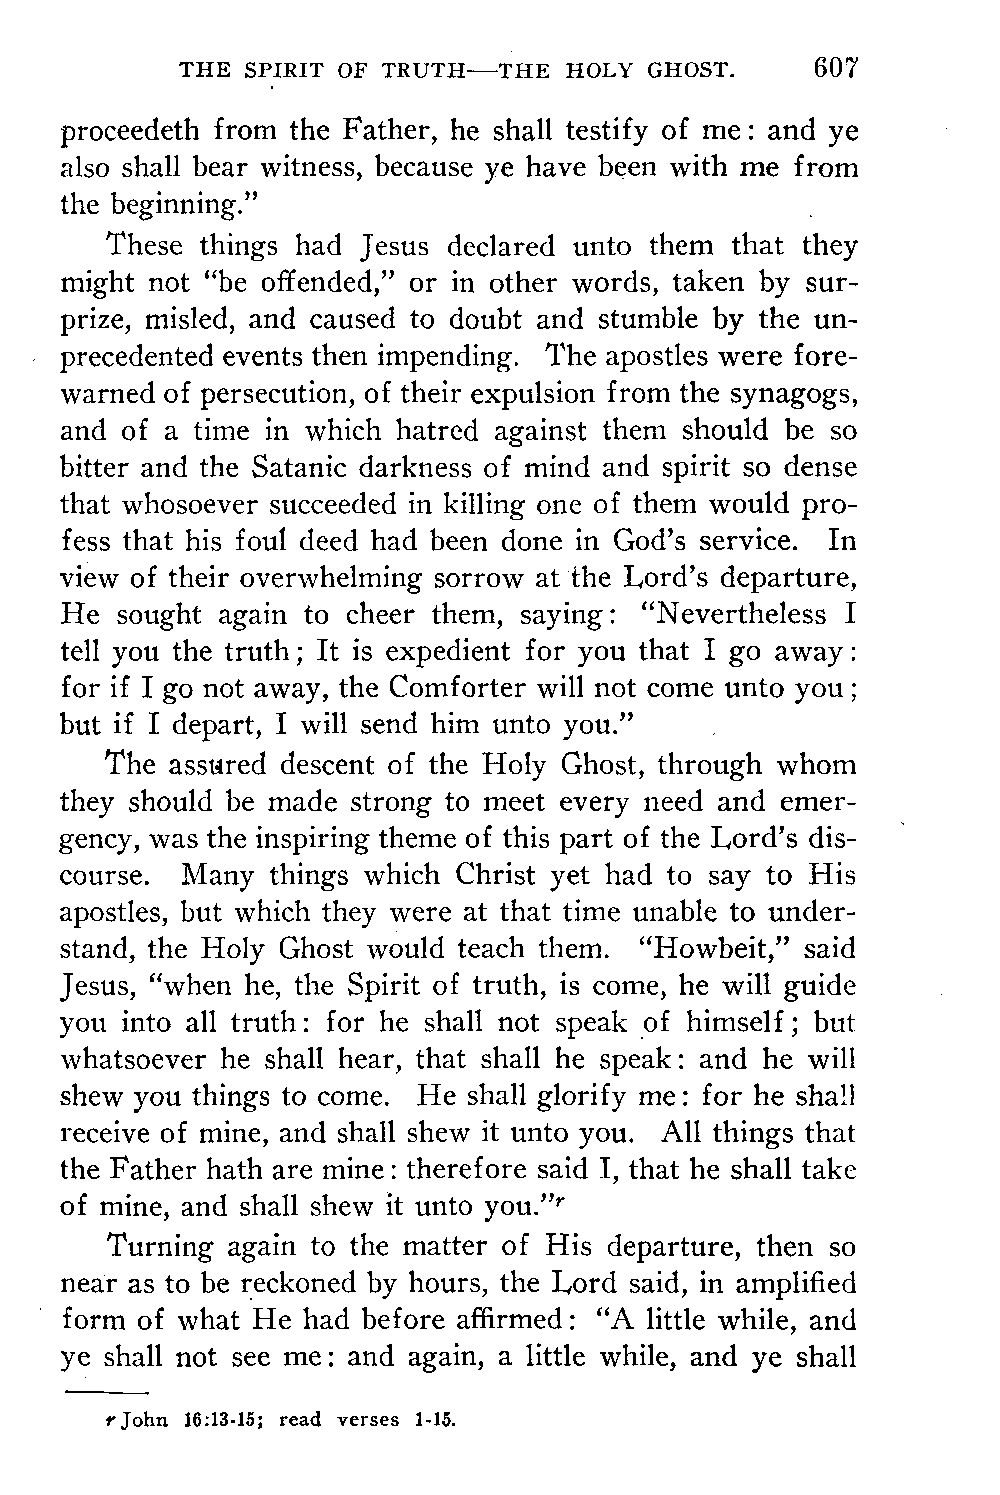 THE SPIRIT OF TRUTH—THE HOLY GHOST. 607
proceedeth from the Father, he shall testify of me: and ye
also shall bear witness, because ye have been with me from
the beginning."
These things had Jesus declared unto them that they
might not "be offended," or in other words, taken by sur-
prize, misled, and caused to doubt and stumble by the un-
precedented events then impending. The apostles were fore-
warned of persecution, of their expulsion from the synagogs,
and of a time in which hatred against them should be so
bitter and the Satanic darkness of mind and spirit so dense
that whosoever succeeded in killing one of them would pro-
fess that his foul deed had been done in God's service. In
view of their overwhelming sorrow at the Lord's departure,
He sought again to cheer them, saying: "Nevertheless I
tell you the truth; It is expedient for you that I go away:
for if I go not away, the Comforter will not come unto you;
but if I depart, I will send him unto you."
The assured descent of the Holy Ghost, through whom
they should be made strong to meet every need and emer-
gency, was the inspiring theme of this part of the Lord's dis-
course. Many things which Christ yet had to say to His
apostles, but which they were at that time unable to under-
stand, the Holy Ghost would teach them. "Howbeit," said
Jesus, "when he, the Spirit of truth, is come, he will guide
you into all truth: for he shall not speak of himself; but
whatsoever he shall hear, that shall he speak: and he will
shew you things to come. He shall glorify me: for he shall
receive of mine, and shall shew it unto you. All things that
the Father hath are mine: therefore said I, that he shall take
of mine, and shall shew it unto you."r
Turning again to the matter of His departure, then so
near as to be reckoned by hours, the Lord said, in amplified
form of what He had before affirmed: "A little while, and
ye shall not see me: and again, a little while, and ye shall
r John 16:13-15; read verses 1-15.